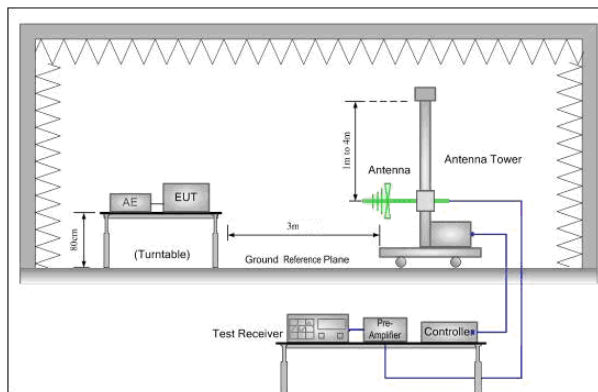 1m to 4m
Antenna
Antenna Tower
AE
EUT
80cm
(Turntable)
3m
Ground Reference Plane
Test Receiver
Pre-
Amplifier
Controller